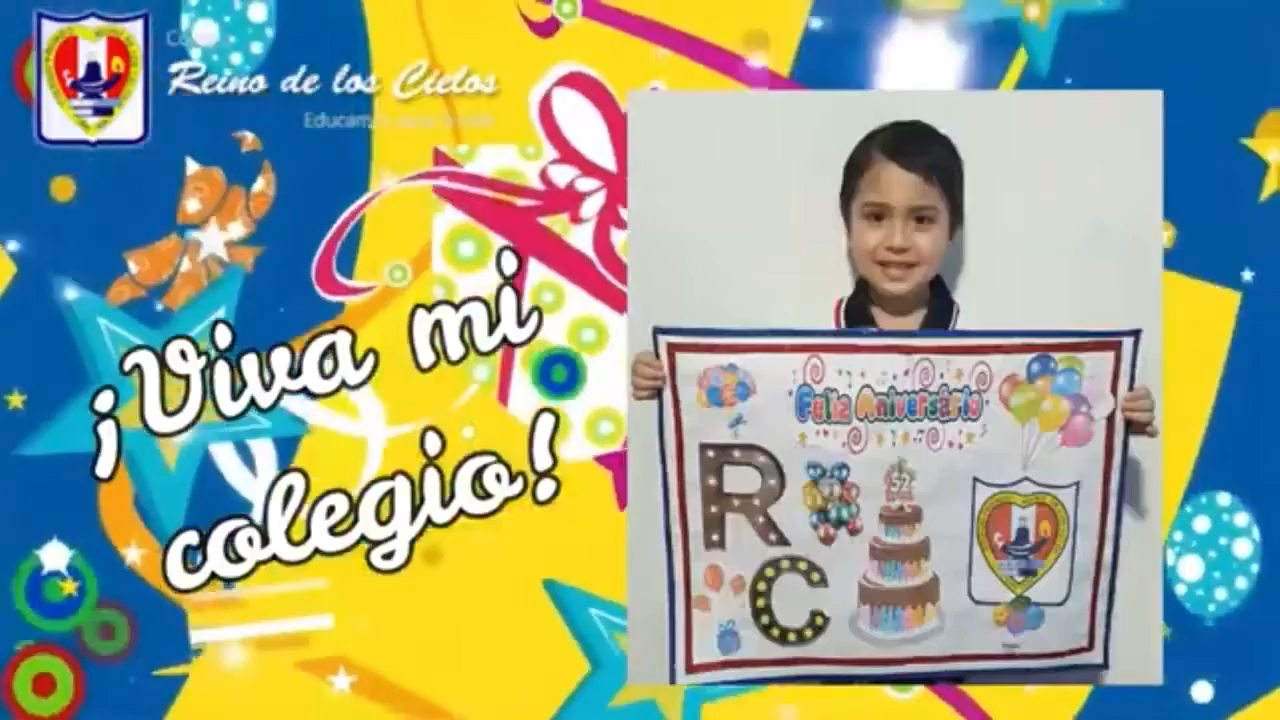 Reino de los Cielos
¡Viva mi
colegio!
Feliz Aniversario
R
52
C